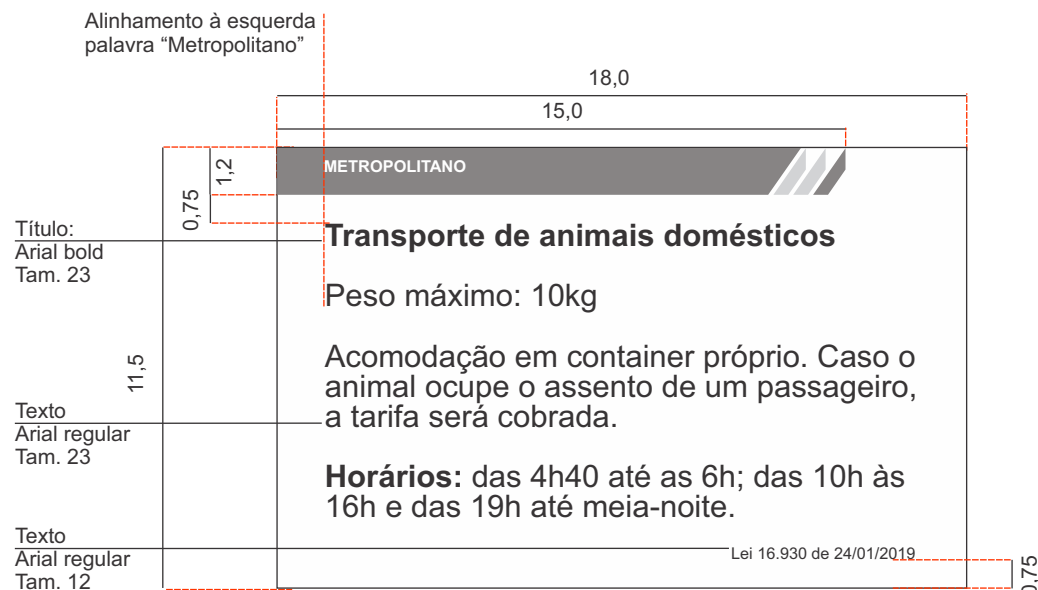 Alinhamento à esquerda
palavra “Metropolitano”
18,0
15,0
1,2
0,75
METROPOLITANO
Título:
Arial bold
Tam. 23
Transporte de animais domésticos
Peso máximo: 10kg
11,5
Acomodação em container próprio. Caso o
animal ocupe o assento de um passageiro,
a tarifa será cobrada.
Texto
Arial regular
Tam. 23
Horários: das 4h40 até as 6h; das 10h às
16h e das 19h até meia-noite.
Texto
Arial regular
Tam. 12
Lei 16.930 de 24/01/2019
0,75